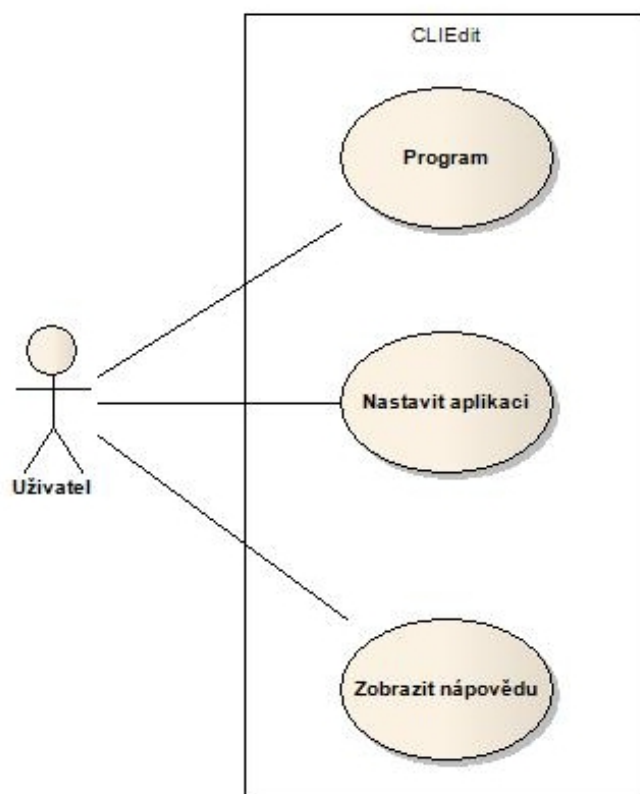 CLIEdit
Program
Nastavit aplikaci
Uživatel
Zobrazit nápovědu